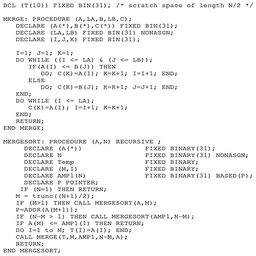 DCL (T(10)) FIXED BIN(31); /* scratch space of length N/2 */
MERGE: PROCEDURE (A,LA,B,LB,C);
DECLARE (A(*),B(*),C(*)) FIXED BIN(31);
DECLARE (LA,LB) FIXED BIN(31) NONASGN;
DECLARE (I,J,K) FIXED BIN(31);
I=1; J=1; K=1;
DO WHILE ((I <= LA) & (J <= LB));
IF(A(I) <= B(J)) THEN
DO; C(K)=A(I); K=K+1; I=I+1; END;
ELSE
DO; C(K)=B(J); K=K+1; J=J+1; END;
END;
DO WHILE (I <= LA);
C(K)=A(I); I=I+1; K=K+1;
END;
RETURN;
END MERGE;
MERGESORT: PROCEDURE (A,N) RECURSIVE ;
DECLARE (A(*)) FIXED BINARY(31);
DECLARE N FIXED BINARY(31) NONASGN;
DECLARE Temp FIXED BINARY(31);
DECLARE (M,I) FIXED BINARY(31);
DECLARE AMP1(N) FIXED BINARY(31) BASED(P);
DECLARE P POINTER;
IF (N=1) THEN RETURN;
M = trunc((N+1)/2);
IF (M>1) THEN CALL MERGESORT(A,M);
P=ADDR(A(M+1));
IF (N-M > 1) THEN CALL MERGESORT(AMP1,N-M);
IF A(M) <= AMP1(1) THEN RETURN;
DO I=1 to M; T(I)=A(I); END;
CALL MERGE(T,M,AMP1,N-M,A);
RETURN;
END MERGESORT;